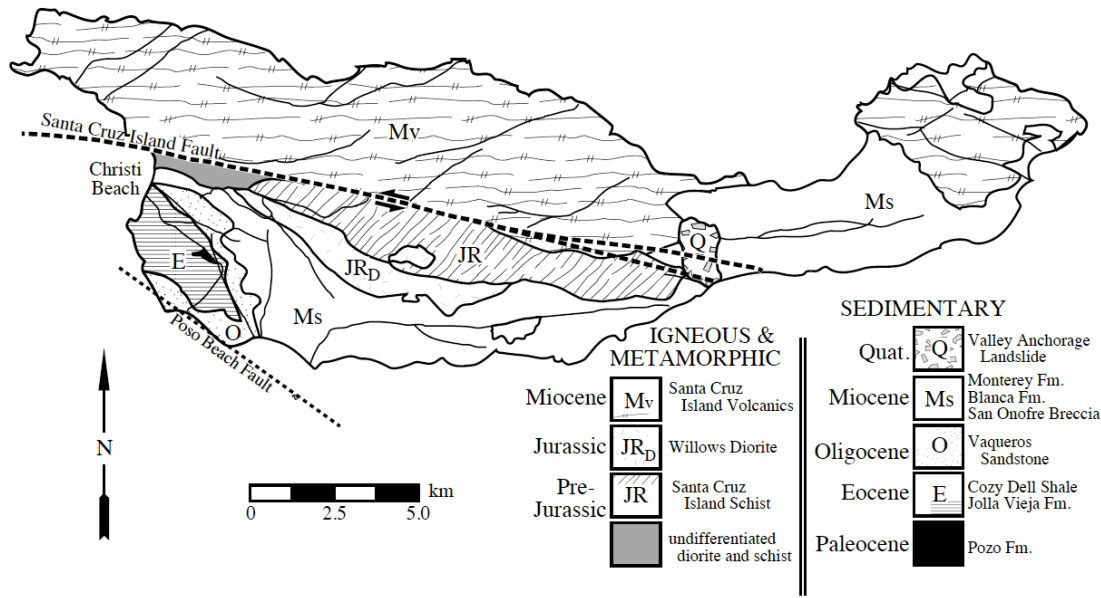 Santa Cruz Island Fault
Christi
Beach
Mv
Ms
Q
E
JRD
JR
Ms
O
Poso Beach Fault
N
km
0 2.5 5.0
IGNEOUS &
METAMORPHIC
Miocene Mv Santa Cruz
Island Volcanics
Jurassic JRD Willows Diorite
Pre-
Jurassic JR Santa Cruz
Island Schist
undifferentiated
diorite and schist
SEDIMENTARY
Quat. Q Valley Anchorage
Landslide
Miocene Ms Monterey Fm.
Blanca Fm.
San Onofre Breccia
Oligocene O Vaqueros
Sandstone
Eocene E Cozy Dell Shale
Jolla Vieja Fm.
Paleocene Pozo Fm.